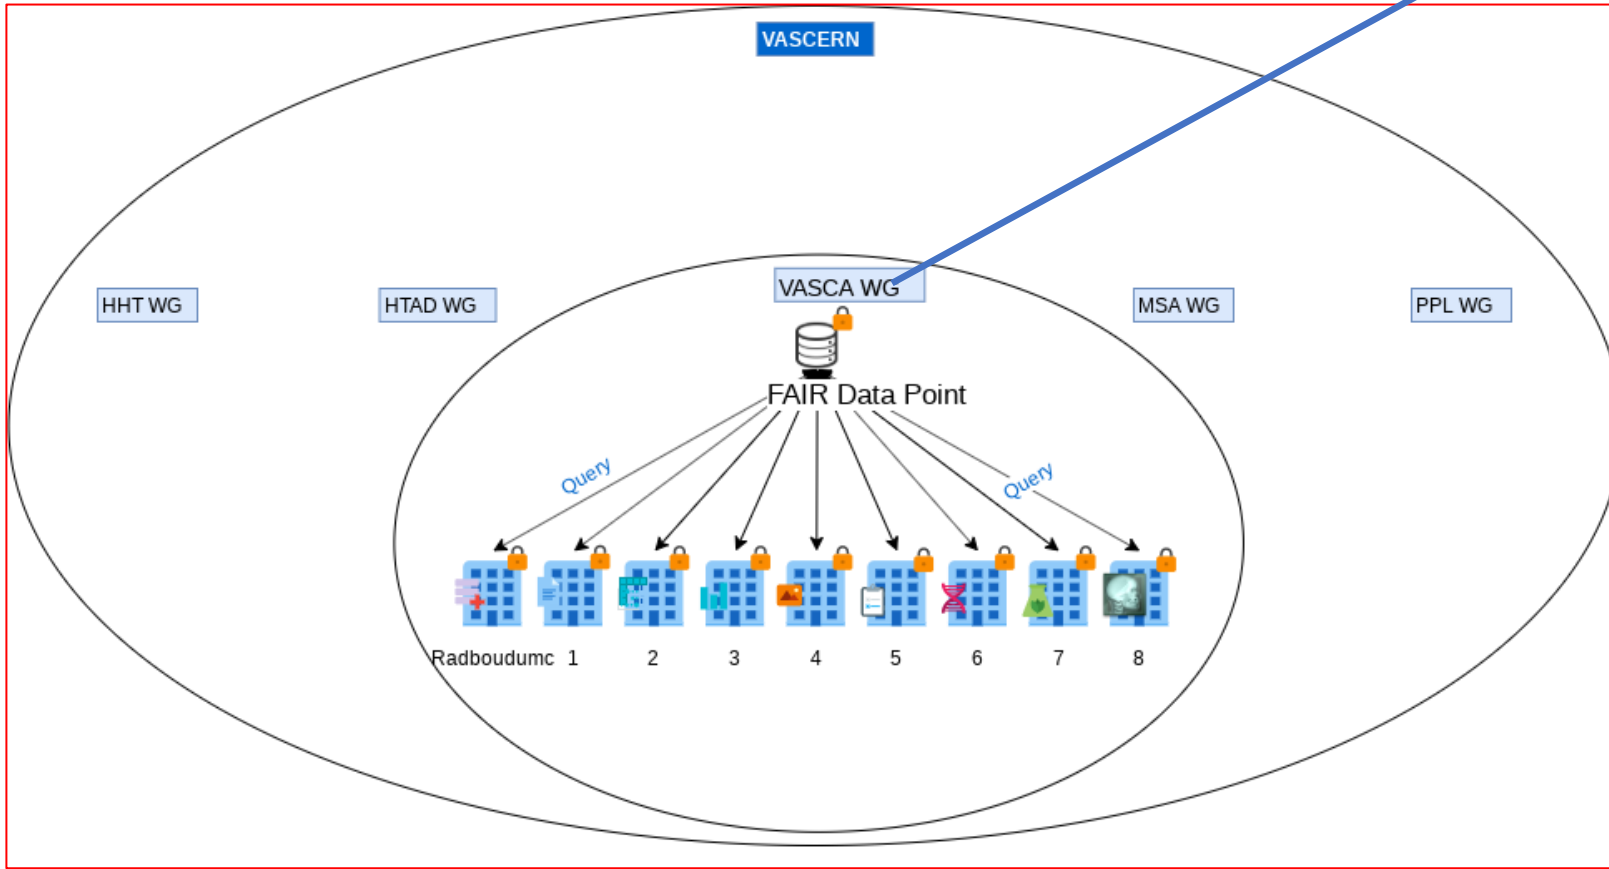 VASCERN
VASCA WG
HHT WG
HTAD WG
MSA WG
PPL WG
FAIR Data Point
Query
Query
Radboudumc 1 2 3 4 5 6 7 8